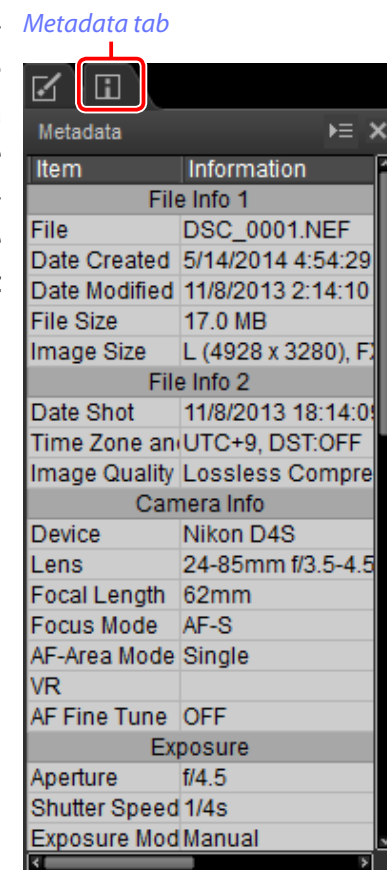 Metadata tab
Metadata
Item Information
File Info 1
File DSC_0001.NEF
Date Created 5/14/2014 4:54:29
Date Modified 11/8/2013 2:14:10
File Size 17.0 MB
Image Size L (4928 x 3280), F
File Info 2
Date Shot 11/8/2013 18:14:0
Time Zone an UTC+9, DST:OFF
Image Quality Lossless Compre
Camera Info
Device Nikon D4S
Lens 24-85mm f/3.5-4.5
Focal Length 62mm
Focus Mode AF-S
AF-Area Mode Single
VR
AF Fine Tune OFF
Exposure
Aperture f/4.5
Shutter Speed 1/4s
Exposure Mod Manual